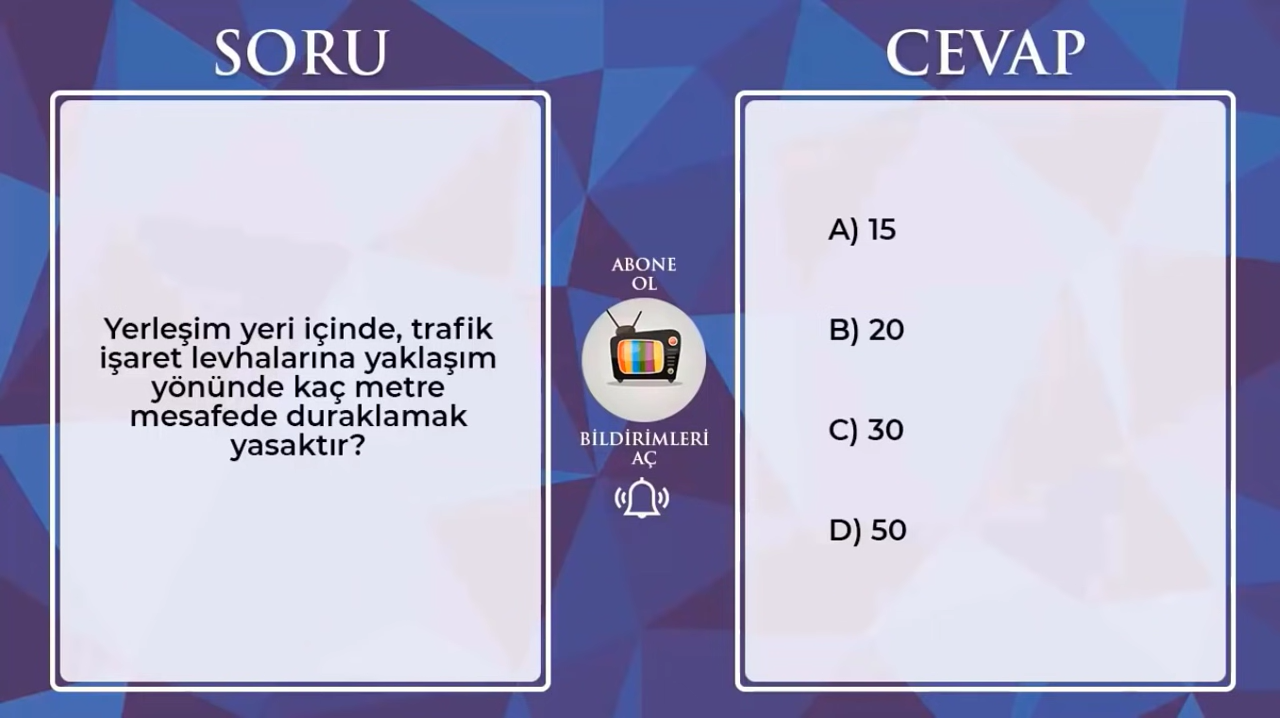 SORU
Yerleşim yeri içinde, trafik
işaret levhalarına yaklaşım
yönünde kaç metre
mesafede duraklamak
yasaktır?
ABONE
OL
BİLDİRİMLERİ
AÇ
CEVAP
A) 15
B) 20
C) 30
D) 50